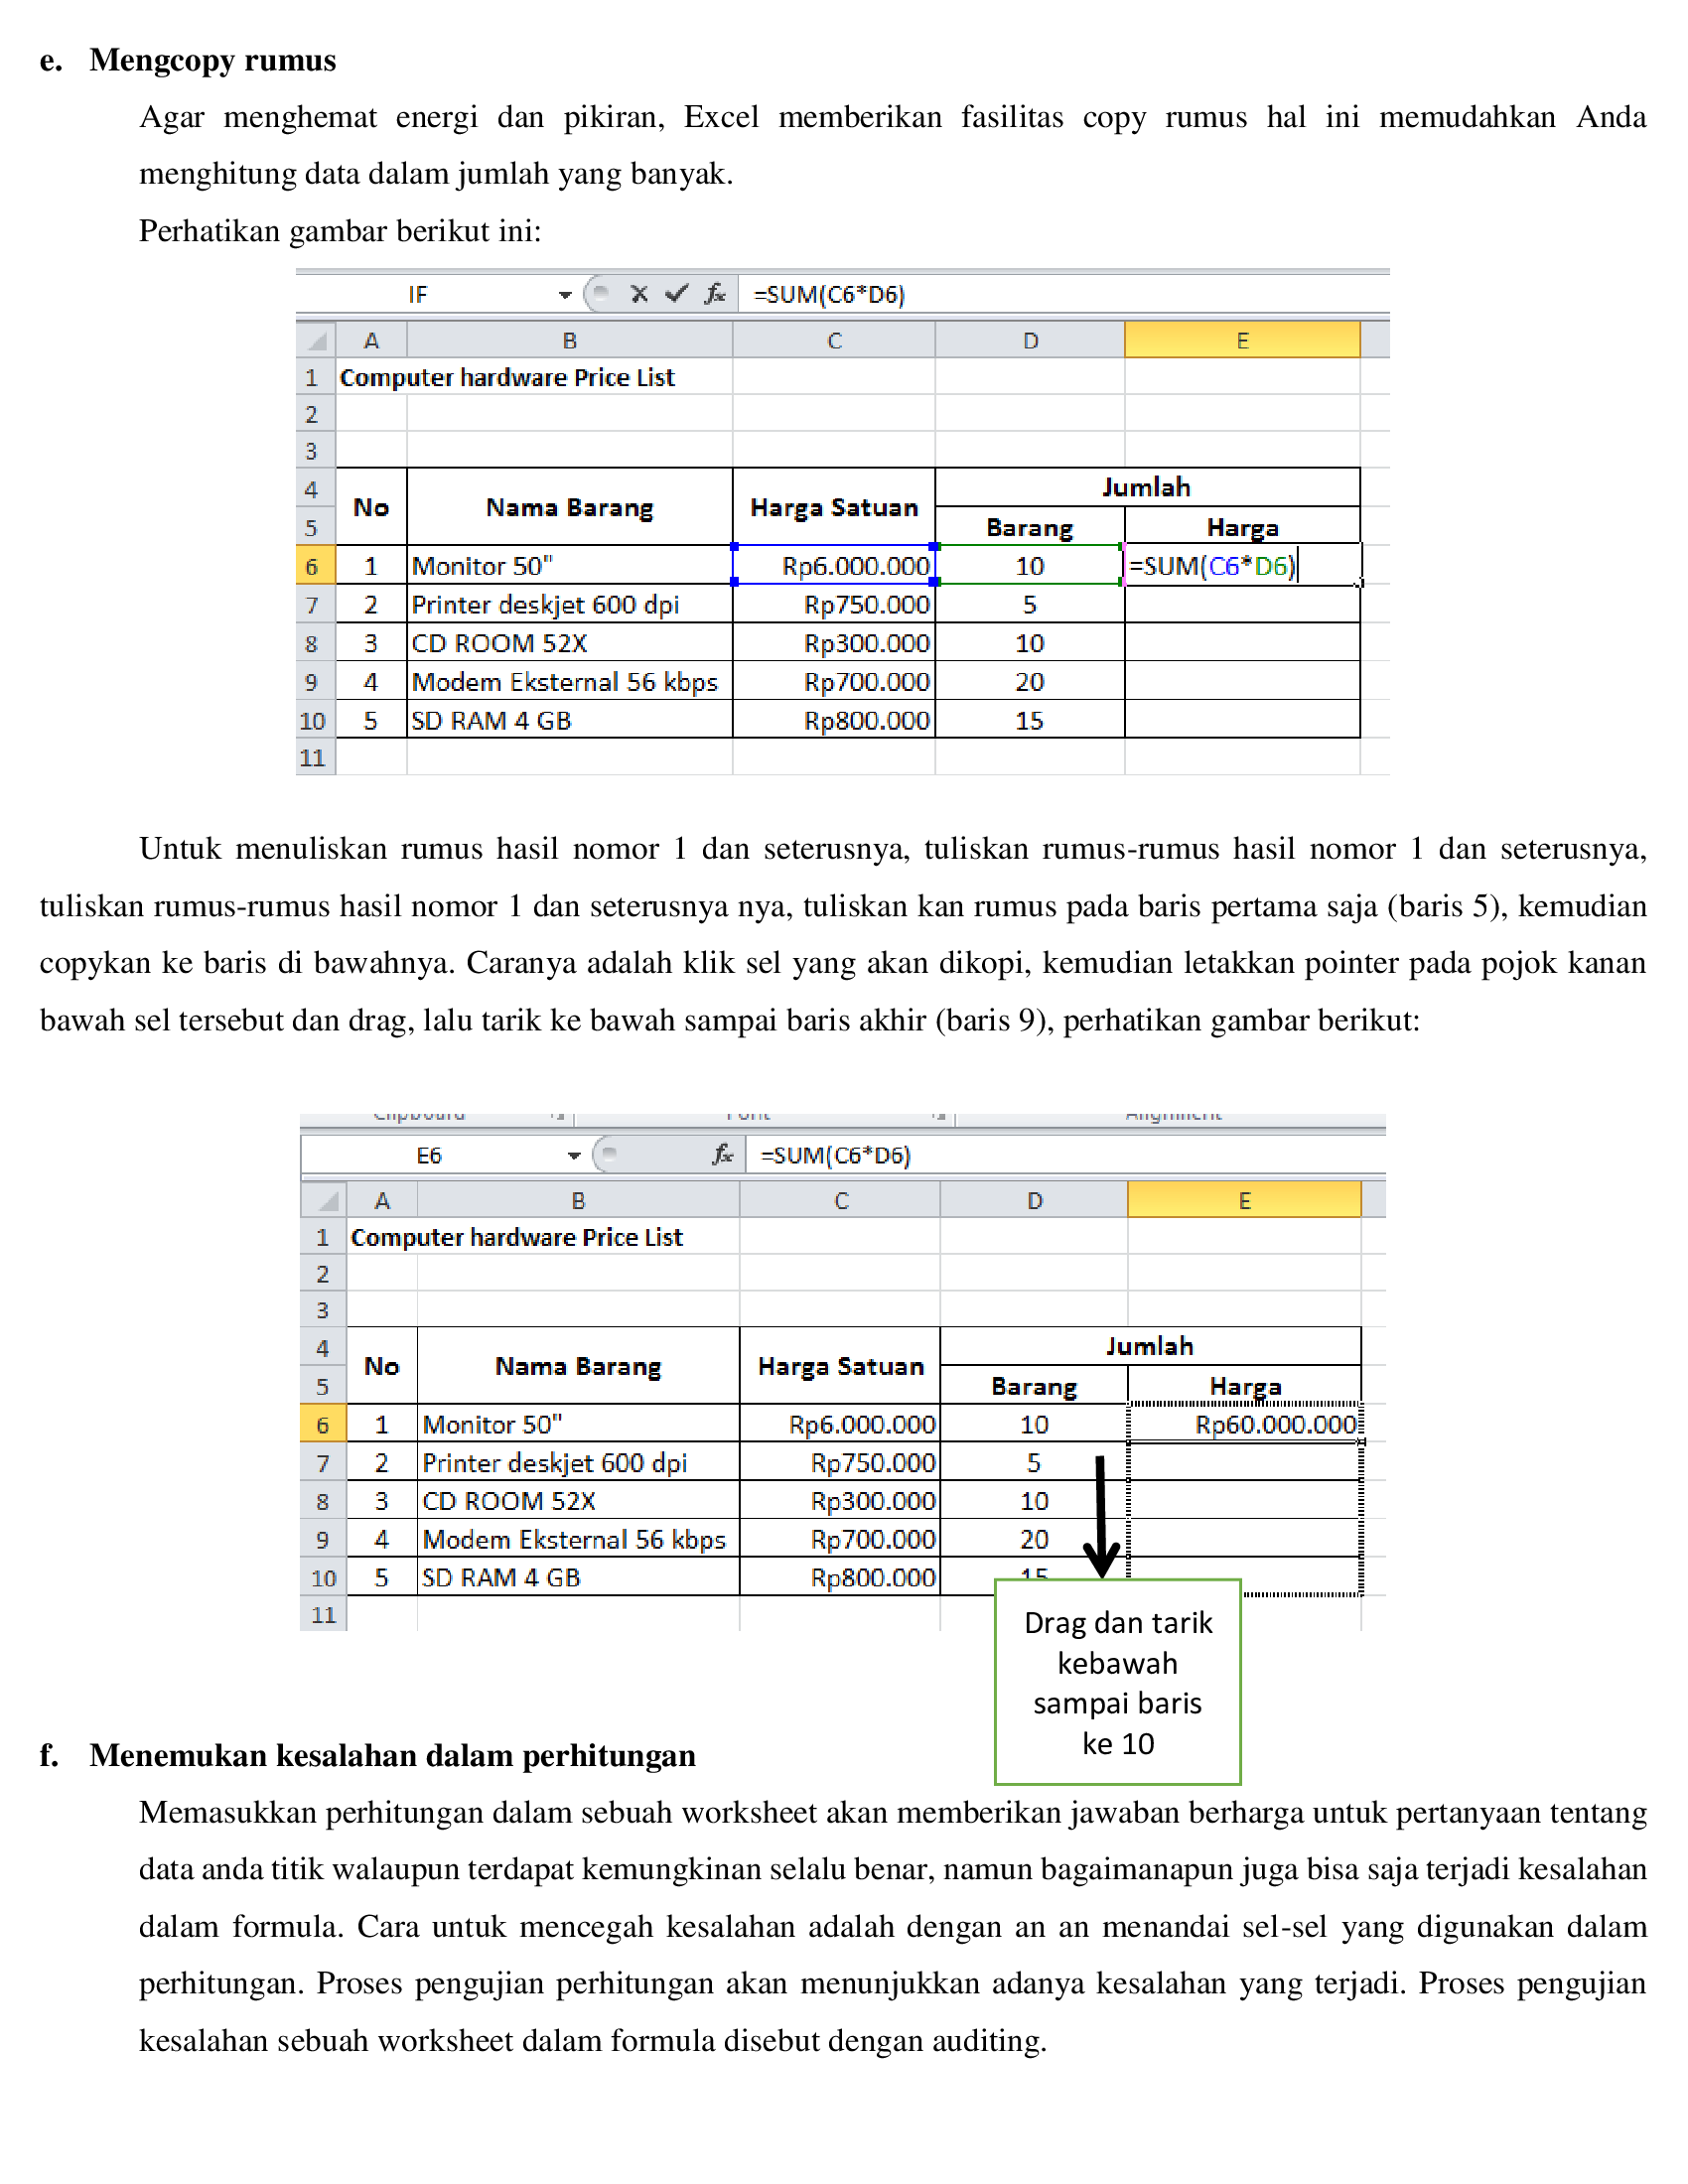 e. Mengcopy rumus
Agar menghemat energi dan pikiran, Excel memberikan fasilitas copy rumus hal ini memudahkan Anda
menghitung data dalam jumlah yang banyak.
Perhatikan gambar berikut ini:
IF =SUM(C6*D6)
A B C D E
1 Computer hardware Price List
2
3
4 No Nama Barang Harga Satuan Jumlah
5 Barang Harga
6 1 Monitor 50" Rp6.000.000 10 =SUM(C6*D6)
7 2 Printer deskjet 600 dpi Rp750.000 5
8 3 CD ROOM 52X Rp300.000 10
9 4 Modem Eksternal 56 kbps Rp700.000 20
10 5 SD RAM 4 GB Rp800.000 15
11
Untuk menuliskan rumus hasil nomor 1 dan seterusnya, tuliskan rumus-rumus hasil nomor 1 dan seterusnya,
tuliskan rumus-rumus hasil nomor 1 dan seterusnya nya, tuliskan kan rumus pada baris pertama saja (baris 5), kemudian
copykan ke baris di bawahnya. Caranya adalah klik sel yang akan dikopi, kemudian letakkan pointer pada pojok kanan
bawah sel tersebut dan drag, lalu tarik ke bawah sampai baris akhir (baris 9), perhatikan gambar berikut:
Clipboard Font Alignment
E6 fx =SUM(C6*D6)
A B C D E
1 Computer hardware Price List
2
3
4 No Nama Barang Harga Satuan Jumlah
5 Barang Harga
6 1 Monitor 50" Rp6.000.000 10 Rp60.000.000
7 2 Printer deskjet 600 dpi Rp750.000 5
8 3 CD ROOM 52X Rp300.000 10
9 4 Modem Eksternal 56 kbps Rp700.000 20
10 5 SD RAM 4 GB Rp800.000 15
11
Drag dan tarik
kebawah
sampai baris
ke 10
f. Menemukan kesalahan dalam perhitungan
Memasukkan perhitungan dalam sebuah worksheet akan memberikan jawaban berharga untuk pertanyaan tentang
data anda titik walaupun terdapat kemungkinan selalu benar, namun bagaimanapun juga bisa saja terjadi kesalahan
dalam formula. Cara untuk mencegah kesalahan adalah dengan an an menandai sel-sel yang digunakan dalam
perhitungan. Proses pengujian perhitungan akan menunjukkan adanya kesalahan yang terjadi. Proses pengujian
kesalahan sebuah worksheet dalam formula disebut dengan auditing.